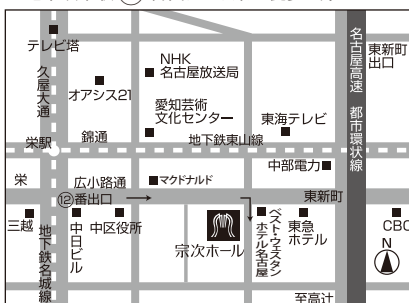 テレビ塔
久屋大通
オアシス21
NHK
名古屋放送局
愛知芸術
文化センター
東海テレビ
名古屋高速 都市環状線
東新町
出口
栄駅
錦通
地下鉄東山線
中部電力
栄
広小路通
マクドナルド
東新町
⑫番出口
三越
地下鉄名城線
中日ビル
中区役所
宗次ホール
ベスト・ウェスタン
ホテル名古屋
東急
ホテル
CBC
N
至高辻